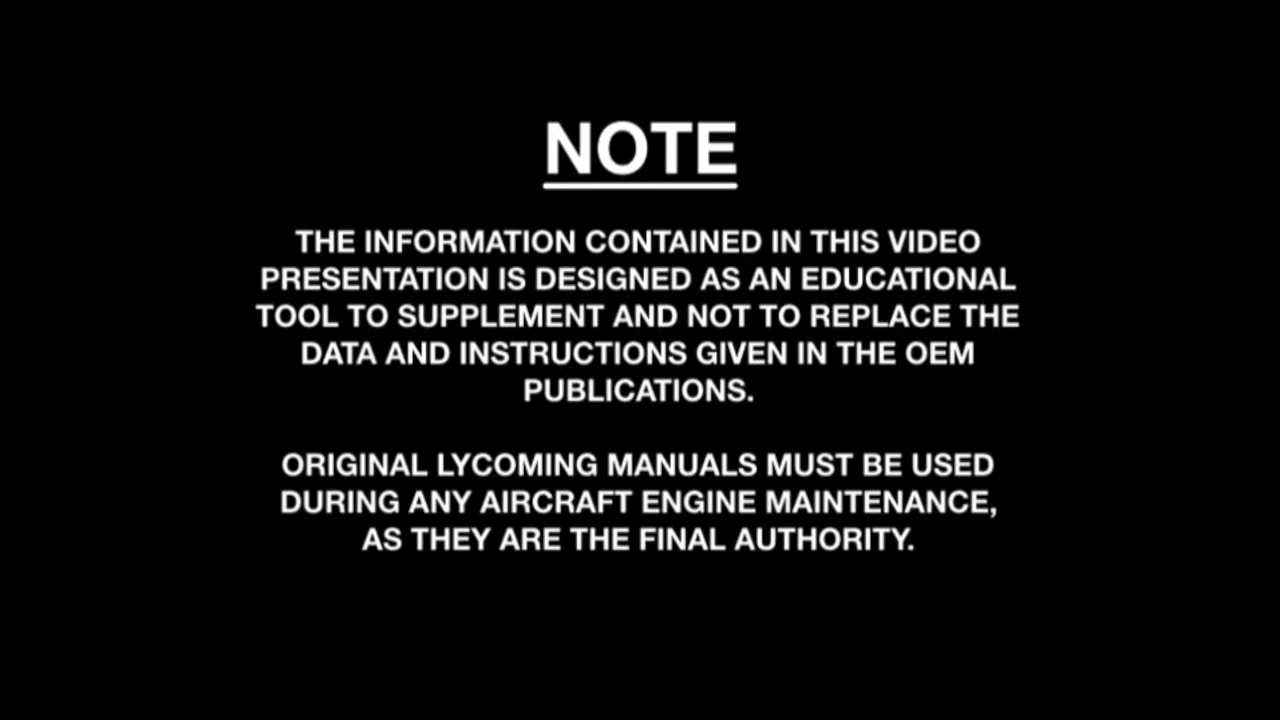 NOTE
THE INFORMATION CONTAINED IN THIS VIDEO
PRESENTATION IS DESIGNED AS AN EDUCATIONAL
TOOL TO SUPPLEMENT AND NOT TO REPLACE THE
DATA AND INSTRUCTIONS GIVEN IN THE OEM
PUBLICATIONS.
ORIGINAL LYCOMING MANUALS MUST BE USED
DURING ANY AIRCRAFT ENGINE MAINTENANCE,
AS THEY ARE THE FINAL AUTHORITY.